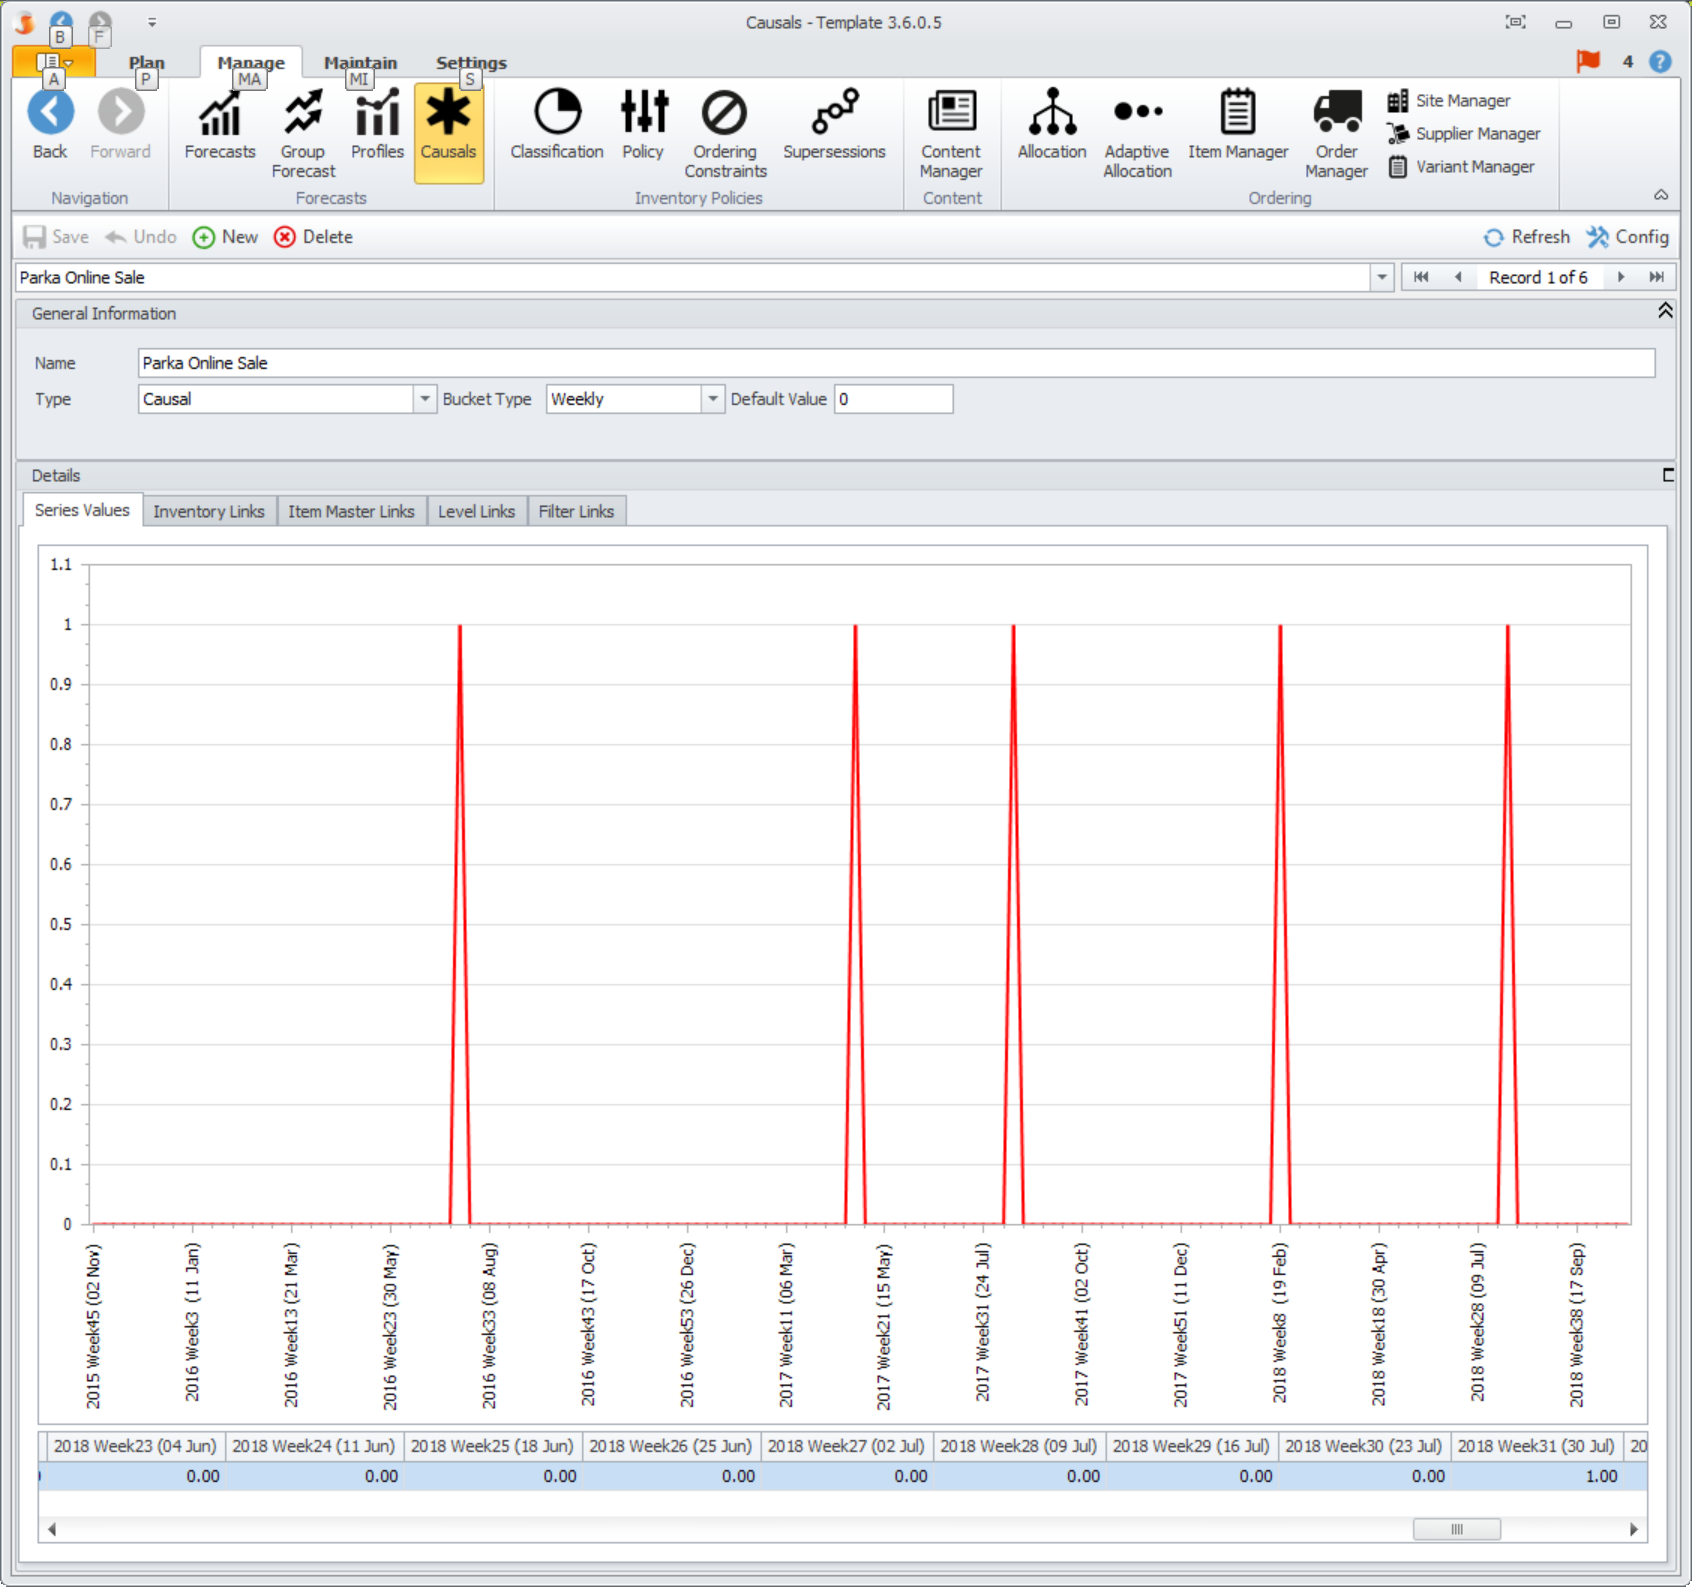 Causals - Template 3.6.0.5
B
F
Plan
Manage
Maintain
Settings
4
?
A
P
MA
MI
S
Back
Forward
Navigation
Forecasts
Group
Forecast
Profiles
Causals
Forecasts
Classification
Policy
Ordering
Constraints
Supersessions
Inventory Policies
Content
Manager
Content
Allocation
Adaptive
Allocation
Item Manager
Order
Manager
Site Manager
Supplier Manager
Variant Manager
Ordering
Save Undo New Delete Refresh Config
Parka Online Sale
Record 1 of 6
General Information
Name Parka Online Sale
Type Causal Bucket Type Weekly Default Value 0
Details
Series Values Inventory Links Item Master Links Level Links Filter Links
1.1
1
0.9
0.8
0.7
0.6
0.5
0.4
0.3
0.2
0.1
0
2015 Week45 (02 Nov)
2016 Week3 (11 Jan)
2016 Week13 (21 Mar)
2016 Week23 (30 May)
2016 Week33 (08 Aug)
2016 Week43 (17 Oct)
2016 Week53 (26 Dec)
2017 Week11 (06 Mar)
2017 Week21 (15 May)
2017 Week31 (24 Jul)
2017 Week41 (02 Oct)
2017 Week51 (11 Dec)
2018 Week8 (19 Feb)
2018 Week18 (30 Apr)
2018 Week28 (09 Jul)
2018 Week38 (17 Sep)
2018 Week23 (04 Jun) 2018 Week24 (11 Jun) 2018 Week25 (18 Jun) 2018 Week26 (25 Jun) 2018 Week27 (02 Jul) 2018 Week28 (09 Jul) 2018 Week29 (16 Jul) 2018 Week30 (23 Jul) 2018 Week31 (30 Jul) 20
0.00 0.00 0.00 0.00 0.00 0.00 0.00 0.00 1.00